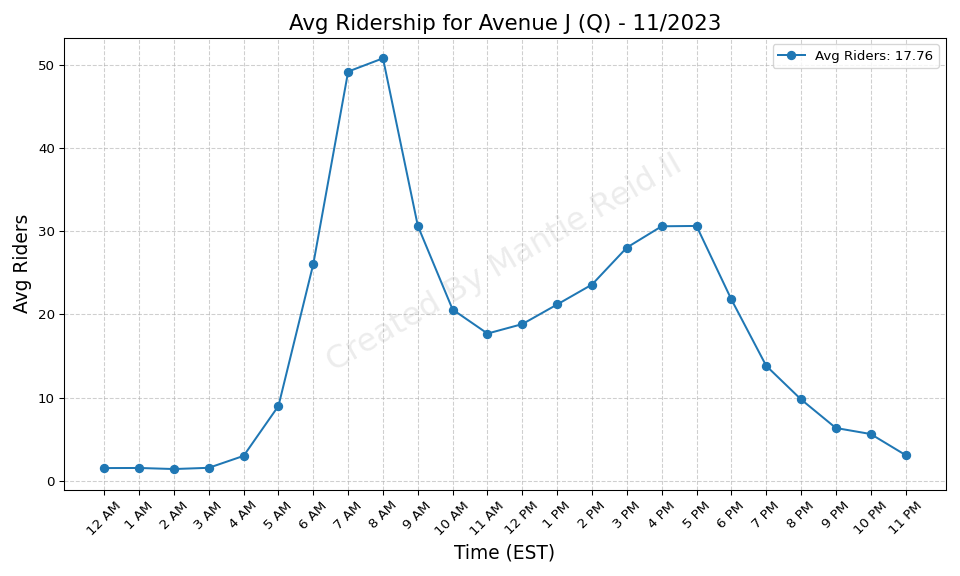 Avg Ridership for Avenue J (Q) - 11/2023
Avg Riders: 17.76
Avg Riders
50
40
30
20
10
0
Created By Mantie Reid II
12 AM
1 AM
2 AM
3 AM
4 AM
5 AM
6 AM
7 AM
8 AM
9 AM
10 AM
11 AM
12 PM
1 PM
2 PM
3 PM
4 PM
5 PM
6 PM
7 PM
8 PM
9 PM
10 PM
11 PM
Time (EST)